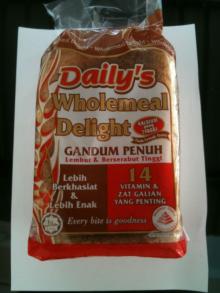 Daily's
Wholemeal
Delight
GANDUM PENUH
Lembut & Berserabut Tinggi
Lebih
Berkhasiat
& Lebih Enak
14
VITAMIN &
ZAT GALIAN
YANG PENTING
Every bite is goodness